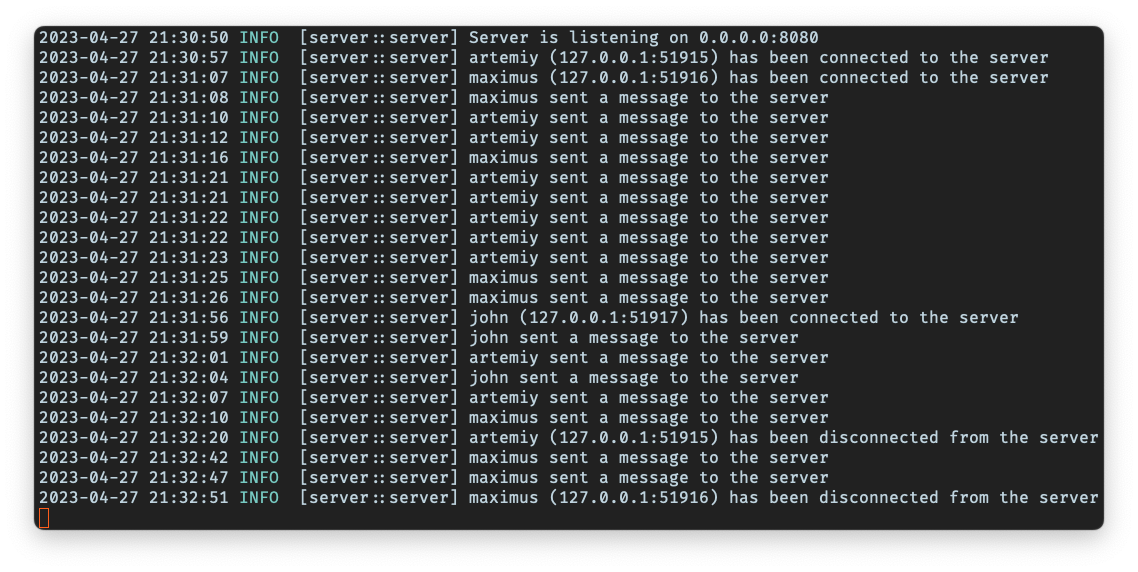 2023-04-27 21:30:50 INFO  [server::server] Server is listening on 0.0.0.0:8080
2023-04-27 21:30:57 INFO  [server::server] artemiy (127.0.0.1:51915) has been connected to the server
2023-04-27 21:31:07 INFO  [server::server] maximus (127.0.0.1:51916) has been connected to the server
2023-04-27 21:31:08 INFO  [server::server] maximus sent a message to the server
2023-04-27 21:31:10 INFO  [server::server] artemiy sent a message to the server
2023-04-27 21:31:12 INFO  [server::server] artemiy sent a message to the server
2023-04-27 21:31:16 INFO  [server::server] maximus sent a message to the server
2023-04-27 21:31:21 INFO  [server::server] artemiy sent a message to the server
2023-04-27 21:31:21 INFO  [server::server] artemiy sent a message to the server
2023-04-27 21:31:22 INFO  [server::server] artemiy sent a message to the server
2023-04-27 21:31:22 INFO  [server::server] artemiy sent a message to the server
2023-04-27 21:31:23 INFO  [server::server] artemiy sent a message to the server
2023-04-27 21:31:25 INFO  [server::server] maximus sent a message to the server
2023-04-27 21:31:26 INFO  [server::server] maximus sent a message to the server
2023-04-27 21:31:56 INFO  [server::server] john (127.0.0.1:51917) has been connected to the server
2023-04-27 21:31:59 INFO  [server::server] john sent a message to the server
2023-04-27 21:32:01 INFO  [server::server] artemiy sent a message to the server
2023-04-27 21:32:04 INFO  [server::server] john sent a message to the server
2023-04-27 21:32:07 INFO  [server::server] artemiy sent a message to the server
2023-04-27 21:32:10 INFO  [server::server] maximus sent a message to the server
2023-04-27 21:32:20 INFO  [server::server] artemiy (127.0.0.1:51915) has been disconnected from the server
2023-04-27 21:32:42 INFO  [server::server] maximus sent a message to the server
2023-04-27 21:32:47 INFO  [server::server] maximus sent a message to the server
2023-04-27 21:32:51 INFO  [server::server] maximus (127.0.0.1:51916) has been disconnected from the server